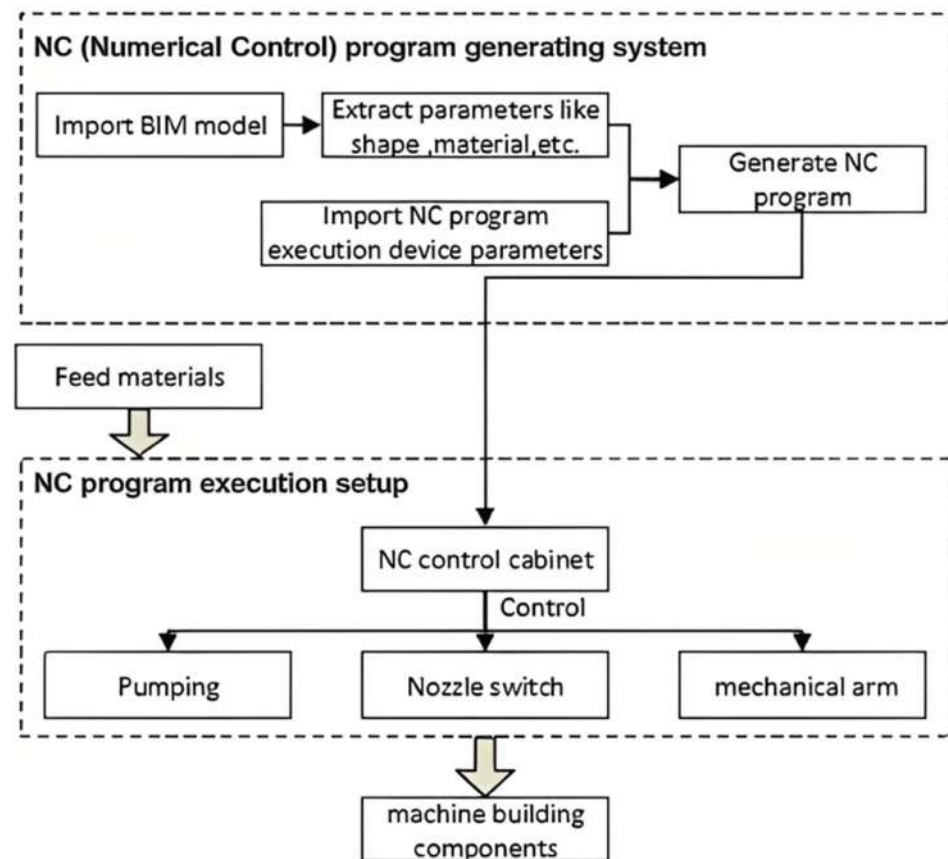 NC (Numerical Control) program generating system
Import BIM model
Extract parameters like
shape ,material,etc.
Generate NC
program
Import NC program
execution device parameters
Feed materials
NC program execution setup
NC control cabinet
Control
Pumping
Nozzle switch
mechanical arm
machine building
components